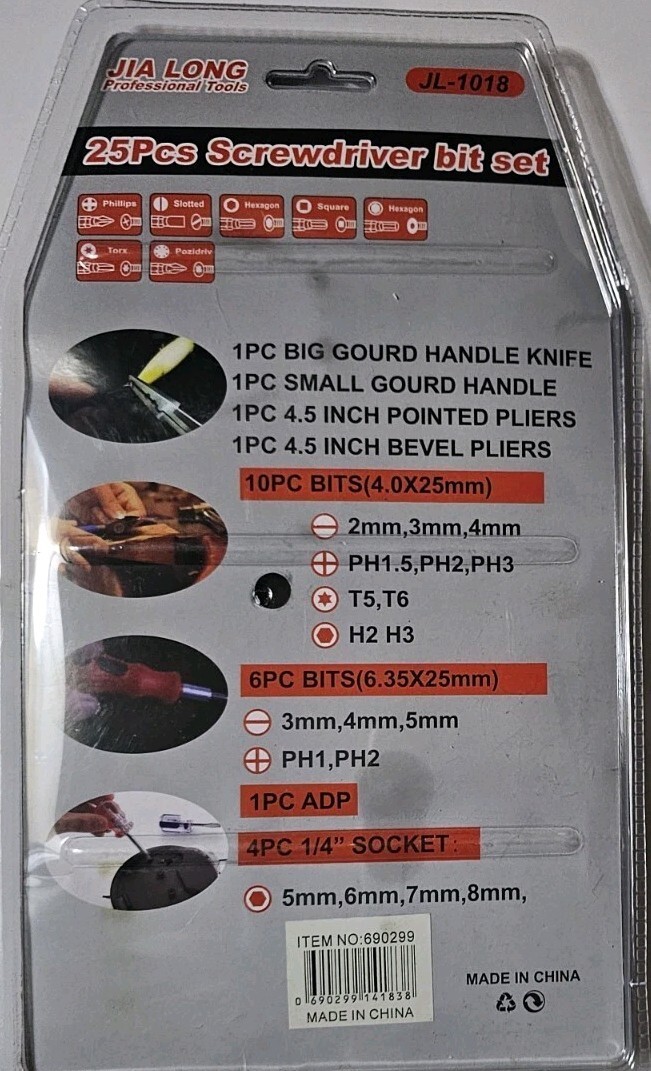 JIA LONG
Professional Tools
JL-1018
25Pcs Screwdriver bit set
Phillips
Slotted
Hexagon
Square
Hexagon
Torx
Pozidriv
1PC BIG GOURD HANDLE KNIFE
1PC SMALL GOURD HANDLE
1PC 4.5 INCH POINTED PLIERS
1PC 4.5 INCH BEVEL PLIERS
10PC BITS(4.0X25mm)
2mm,3mm,4mm
PH1.5,PH2,PH3
T5,T6
H2 H3
6PC BITS(6.35X25mm)
3mm,4mm,5mm
PH1,PH2
1PC ADP
4PC 1/4” SOCKET:
5mm,6mm,7mm,8mm,
ITEM NO:690299
0 690299 141838
MADE IN CHINA
MADE IN CHINA